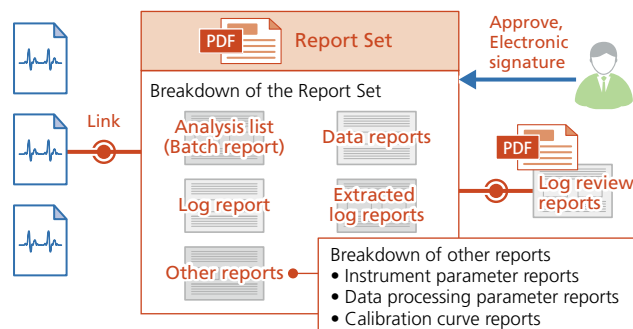 PDF
Report Set
Approve,
Electronic
signature
Breakdown of the Report Set
Link
Analysis list
(Batch report)
Data reports
PDF
Log report
Extracted
log reports
Log review
reports
Other reports
Breakdown of other reports
• Instrument parameter reports
• Data processing parameter reports
• Calibration curve reports